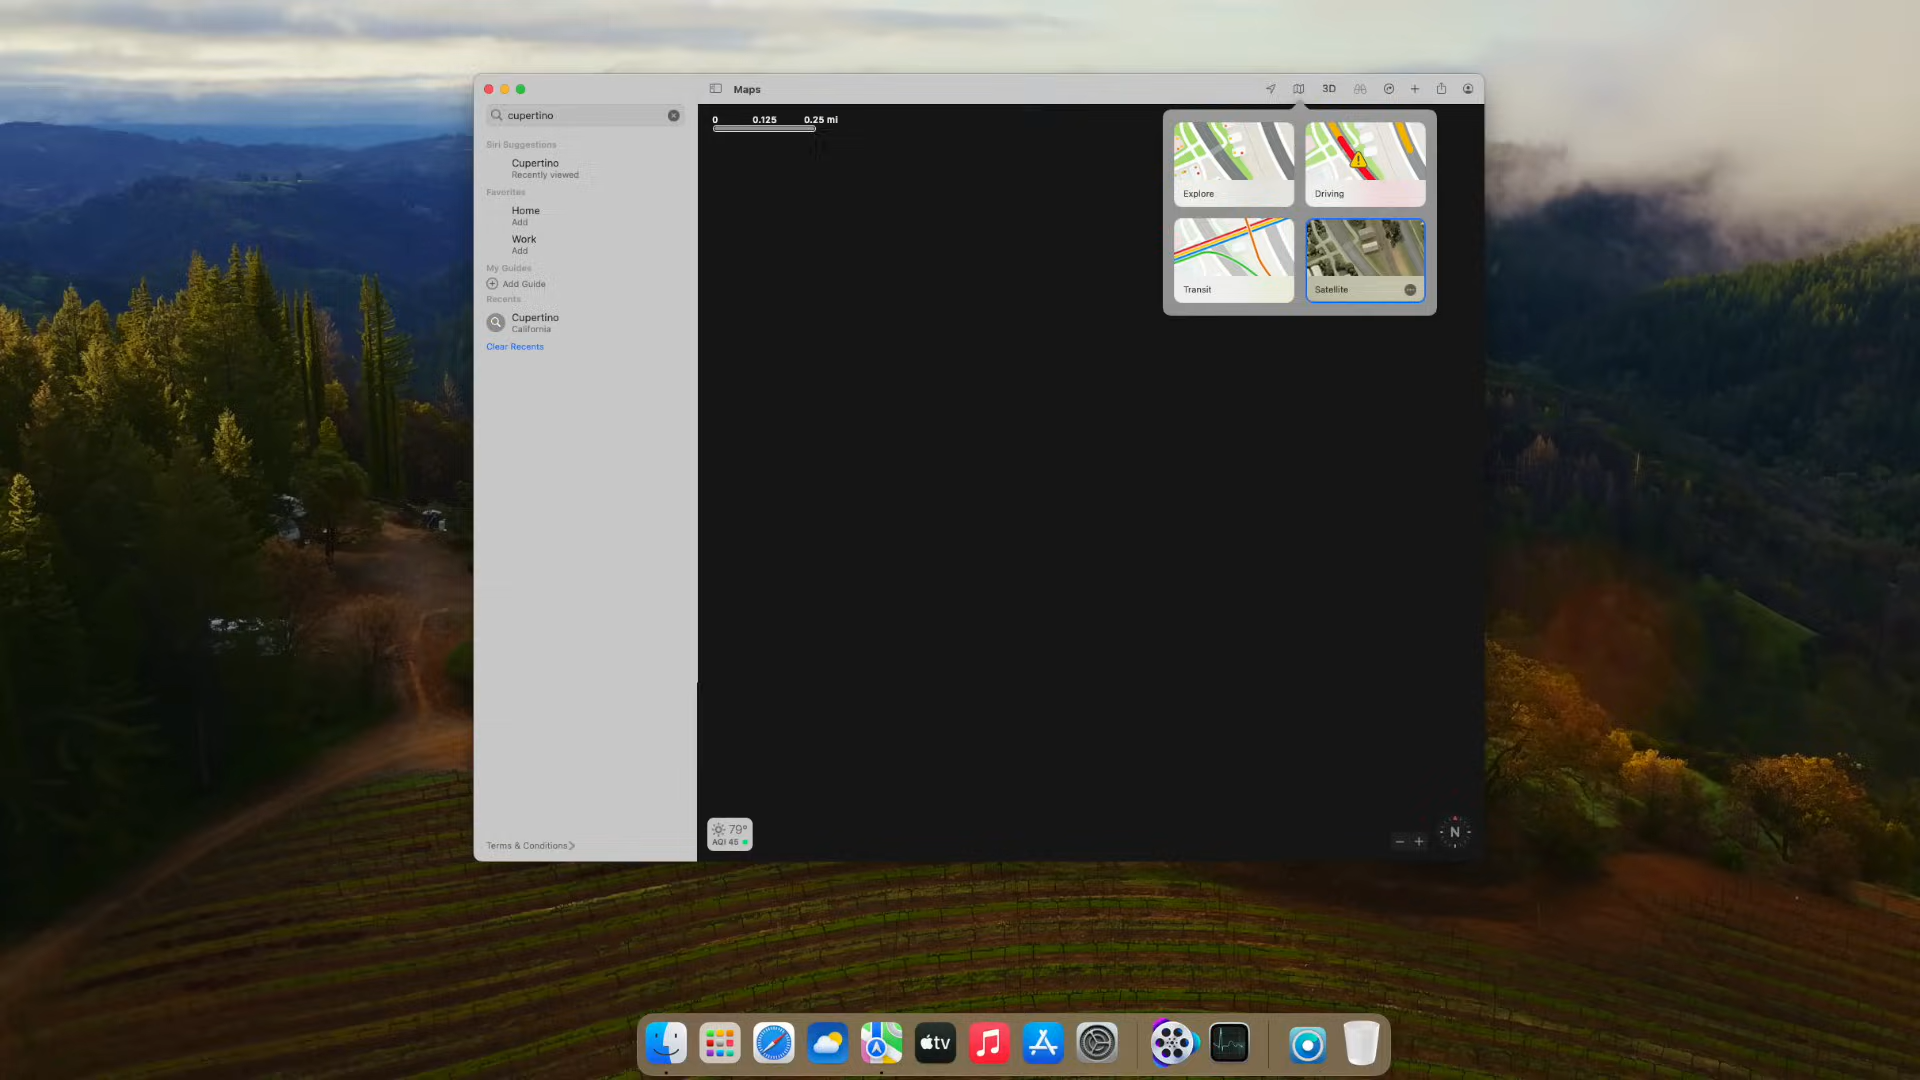 Maps
3D
cupertino
Siri Suggestions
Cupertino
Recently viewed
Favorites
Home
Add
Work
Add
My Guides
Add Guide
Recents
Cupertino
California
Clear Recents
Terms & Conditions
0 0.125 0.25 mi
Explore
Driving
Transit
Satellite
79°
AQI 45
N
tv